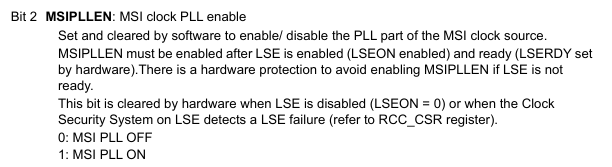 Bit 2 MSIPLLEN: MSI clock PLL enable
Set and cleared by software to enable/ disable the PLL part of the MSI clock source.
MSIPLLEN must be enabled after LSE is enabled (LSEON enabled) and ready (LSERDY set
by hardware).There is a hardware protection to avoid enabling MSIPLLEN if LSE is not
ready.
This bit is cleared by hardware when LSE is disabled (LSEON = 0) or when the Clock
Security System on LSE detects a LSE failure (refer to RCC_CSR register).
0: MSI PLL OFF
1: MSI PLL ON